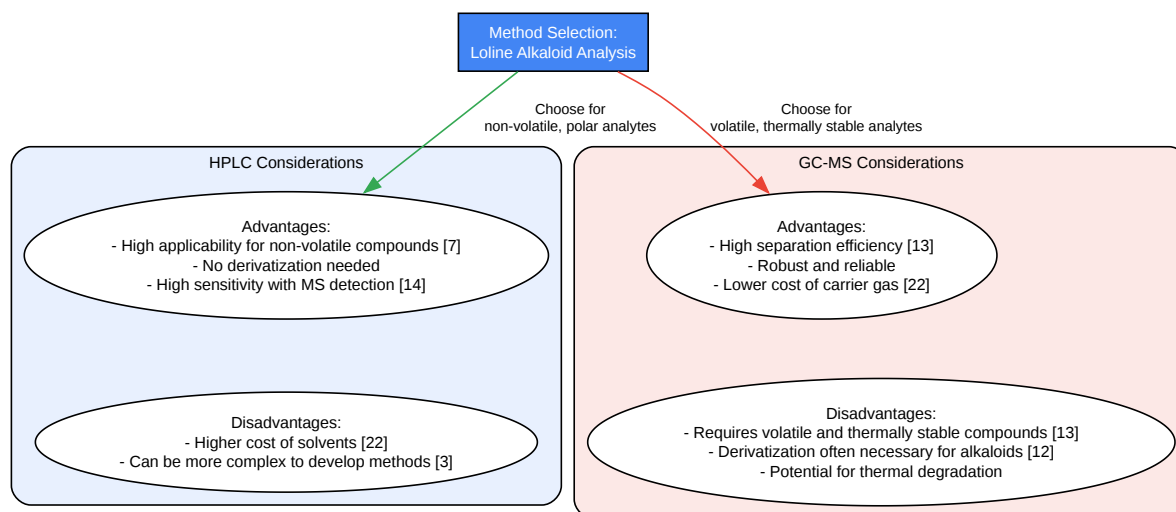 Method Selection:
Loline Alkaloid Analysis
Choose for
non-volatile, polar analytes
Choose for
volatile, thermally stable analytes
HPLC Considerations
Advantages:
- High applicability for non-volatile compounds [7]
- No derivatization needed
- High sensitivity with MS detection [14]
Disadvantages:
- Higher cost of solvents [22]
- Can be more complex to develop methods [3]
GC-MS Considerations
Advantages:
- High separation efficiency [13]
- Robust and reliable
- Lower cost of carrier gas [22]
Disadvantages:
- Requires volatile and thermally stable compounds [13]
- Derivatization often necessary for alkaloids [12]
- Potential for thermal degradation